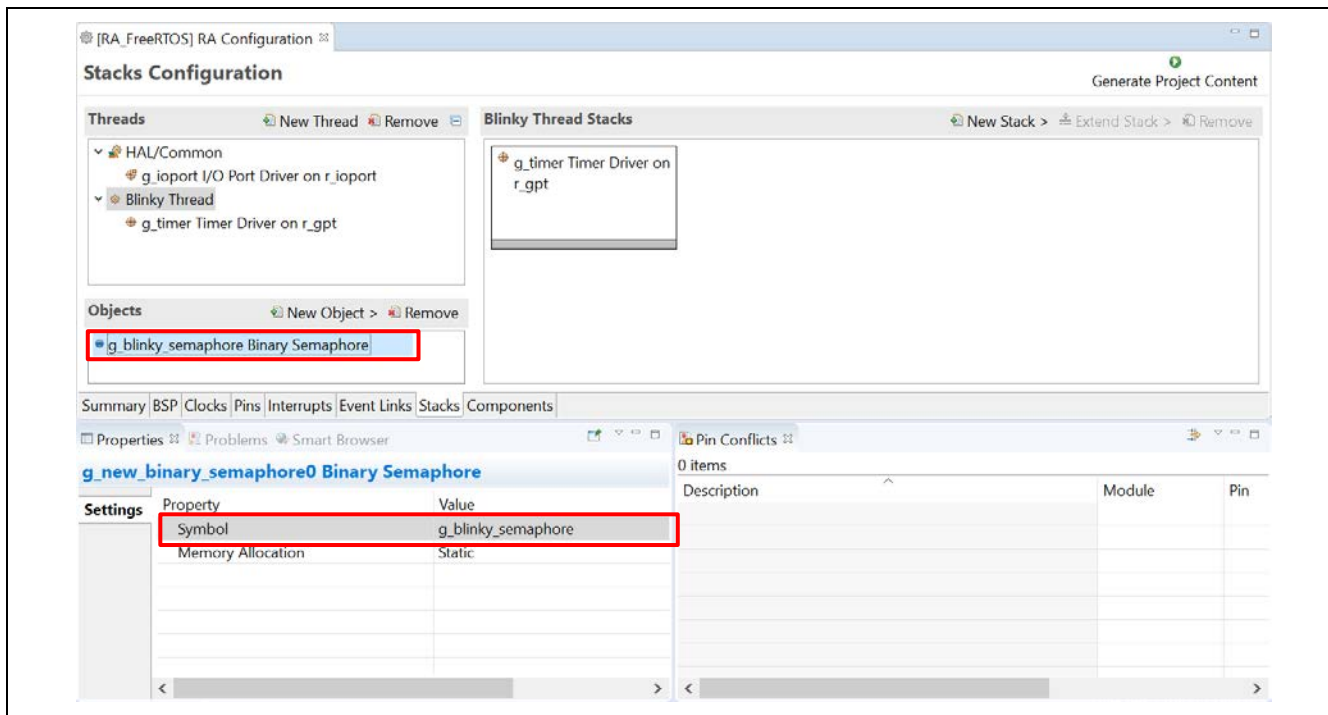 [RA_FreeRTOS] RA Configuration
Stacks Configuration
Generate Project Content
Threads
New Thread
Remove
HAL/Common
g_ioport I/O Port Driver on r_ioport
Blinky Thread
g_timer Timer Driver on r_gpt
Blinky Thread Stacks
New Stack >
Extend Stack >
Remove
g_timer Timer Driver on
r_gpt
Objects
New Object >
Remove
g_blinky_semaphore Binary Semaphore
Summary BSP Clocks Pins Interrupts Event Links Stacks Components
Properties Problems Smart Browser
g_new_binary_semaphore0 Binary Semaphore
Settings
Property Value
Symbol g_blinky_semaphore
Memory Allocation Static
Pin Conflicts
0 items
Description Module Pin